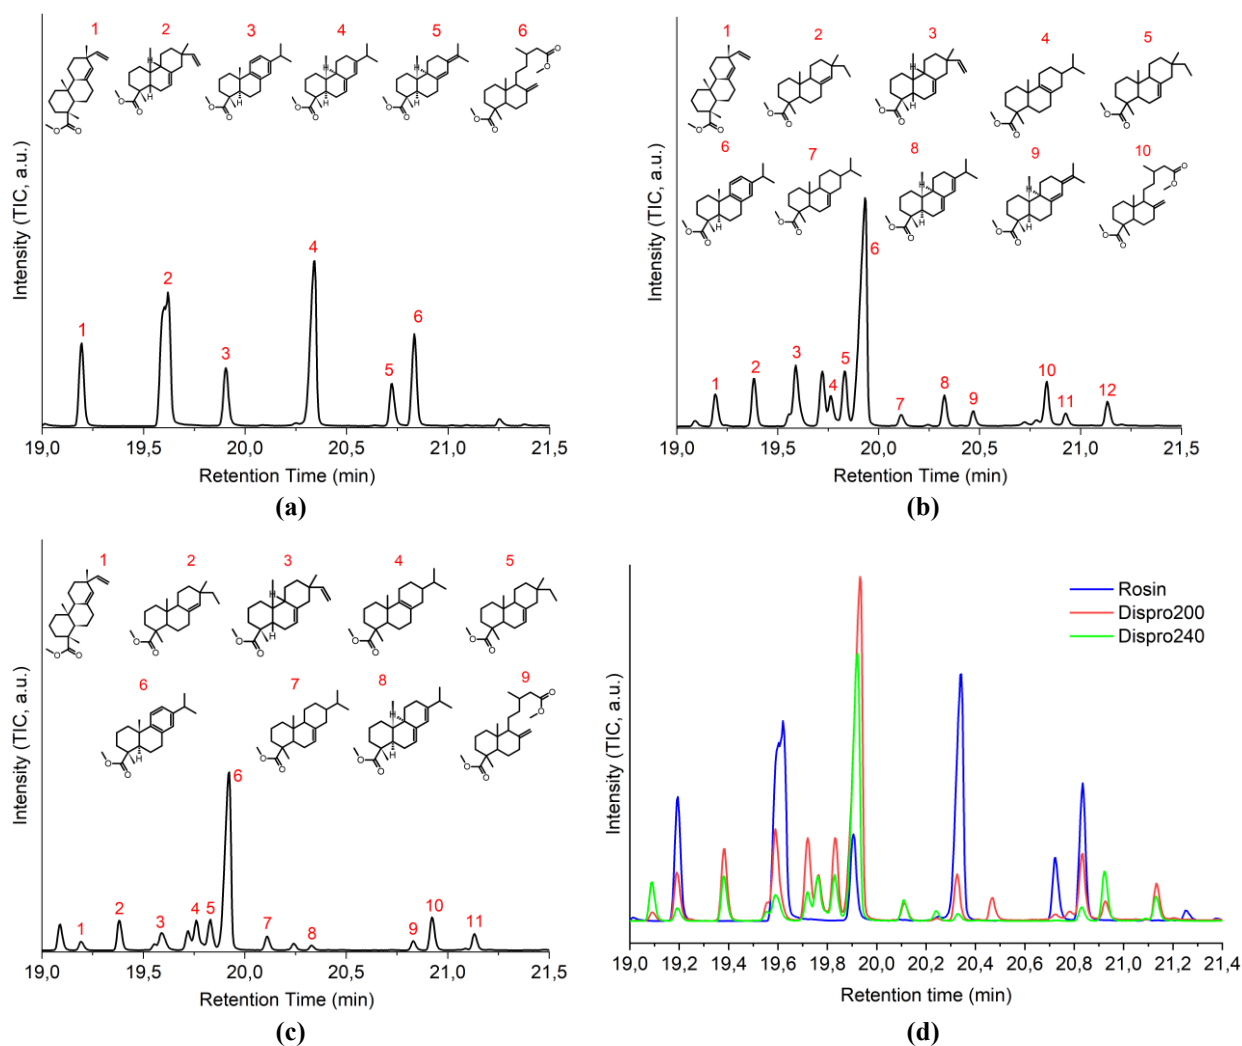 1 2 3 4 5 6
Intensity (TIC, a.u.)
1 2 3 4 5 6
19,0 19,5 20,0 20,5 21,0 21,5
Retention Time (min)
(a)
1 2 3 4 5
6 7 8 9 10
Intensity (TIC, a.u.)
1 2 3 4 5 6 7 8 9 10 11 12
19,0 19,5 20,0 20,5 21,0 21,5
Retention Time (min)
(b)
1 2 3 4 5
6 7 8 9
Intensity (TIC, a.u.)
1 2 3 4 5 6 7 8 9 10 11
19,0 19,5 20,0 20,5 21,0 21,5
Retention Time (min)
(c)
Rosin
Dispro200
Dispro240
Intensity (TIC, a.u.)
19,0 19,2 19,4 19,6 19,8 20,0 20,2 20,4 20,6 20,8 21,0 21,2 21,4
Retention time (min)
(d)